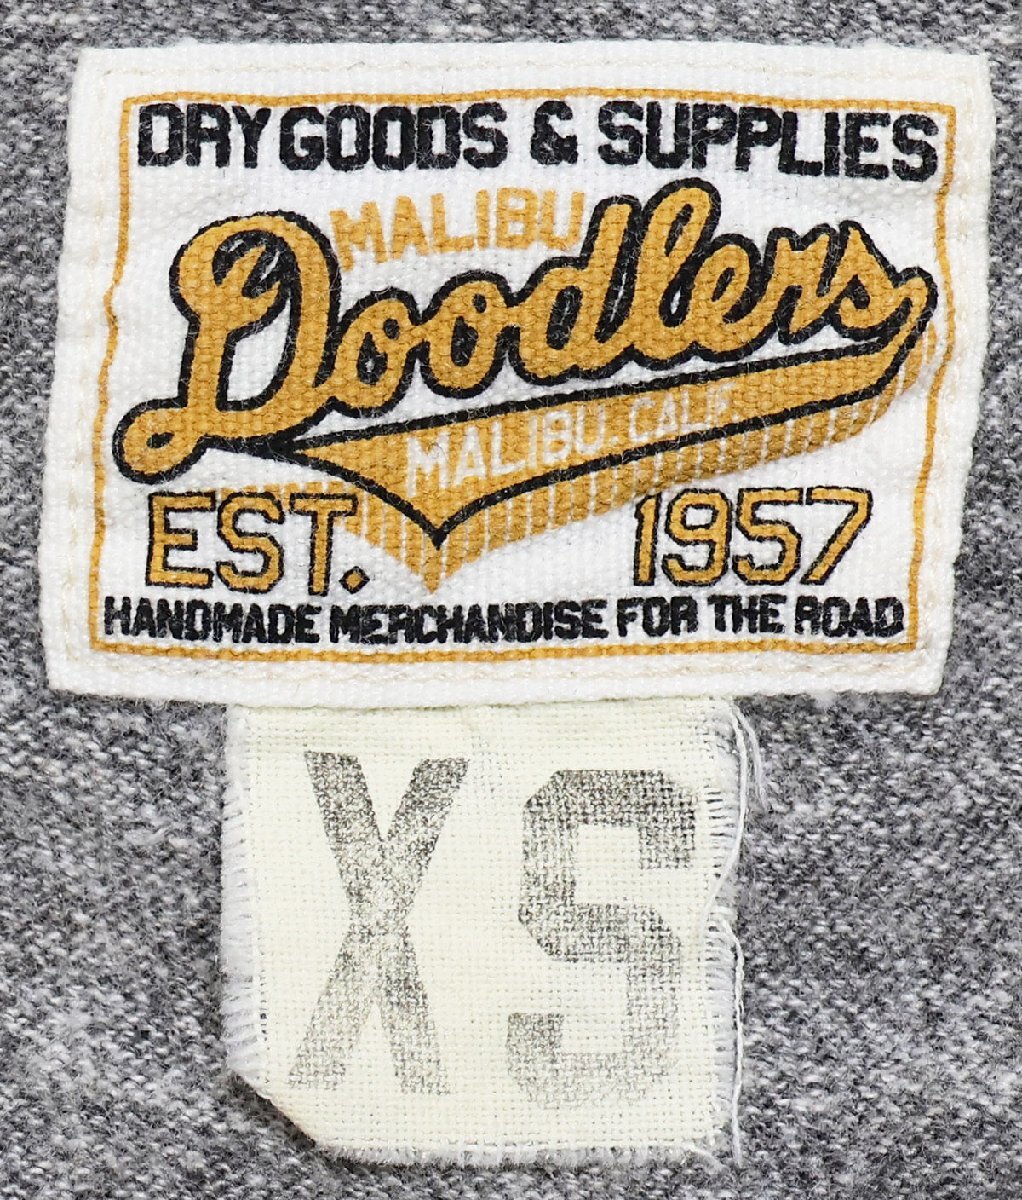 DRY GOODS & SUPPLIES
MALIBU
Doodlers
MALIBU. CALIF.
EST. 1957
HANDMADE MERCHANDISE FOR THE ROAD
XS